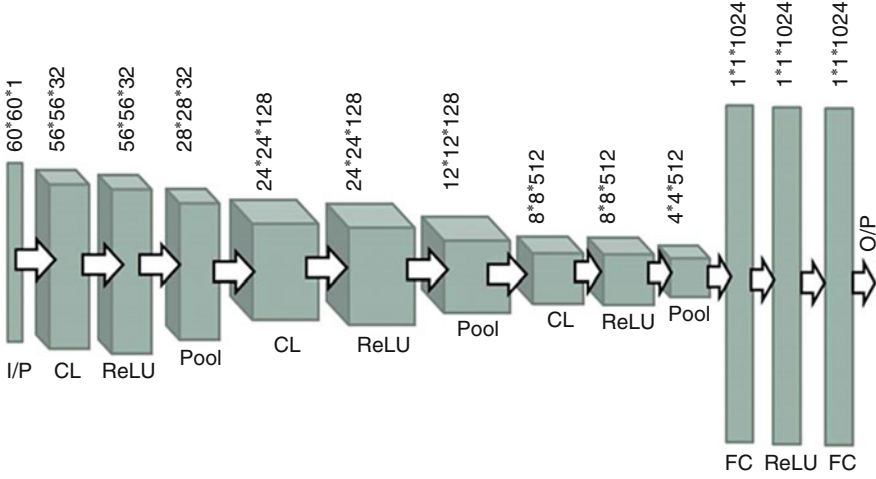 60*60*1
56*56*32
56*56*32
28*28*32
24*24*128
24*24*128
12*12*128
8*8*512
8*8*512
4*4*512
1*1*1024
1*1*1024
1*1*1024
I/P
CL
ReLU
Pool
CL
ReLU
Pool
CL
ReLU
Pool
FC
ReLU
FC
O/P